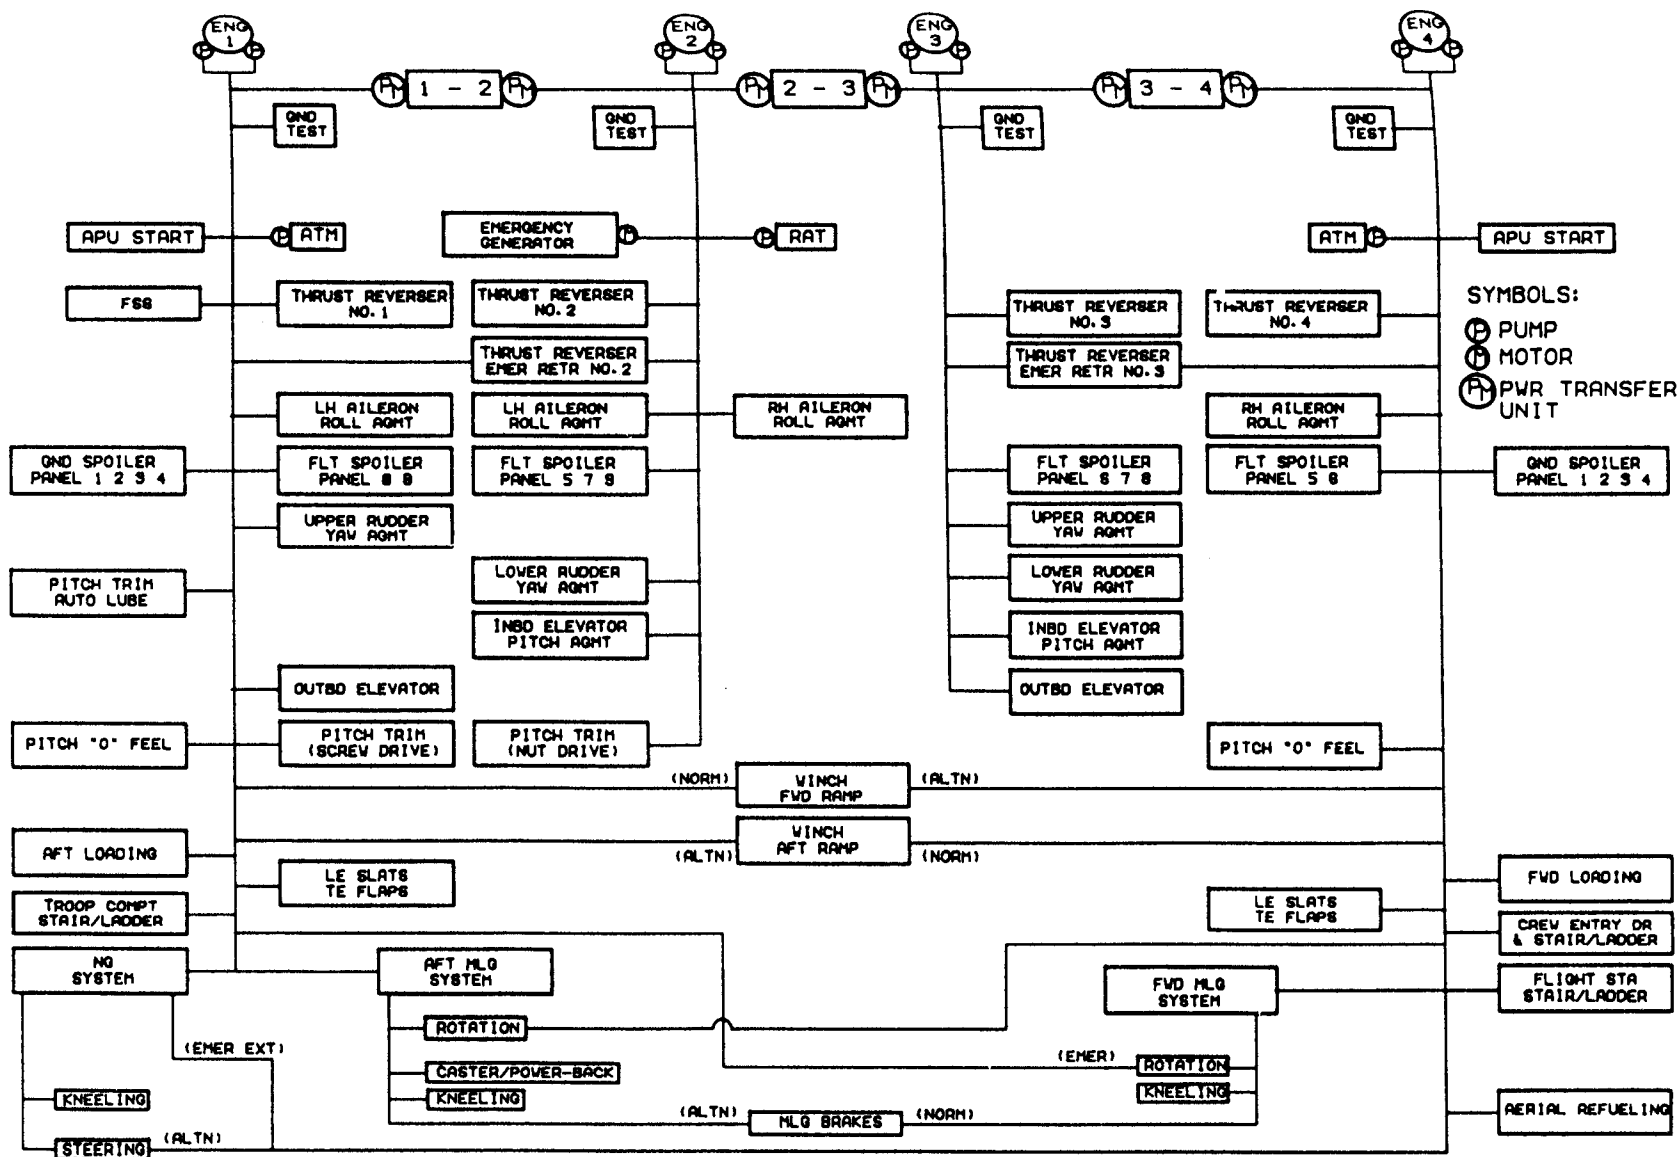 ENG
1
ENG
2
ENG
3
ENG
4
P
P
P
P
P
P
P
P
PM
1 - 2
PM
PM
2 - 3
PM
PM
3 - 4
PM
GND
TEST
GND
TEST
GND
TEST
GND
TEST
APU START
P
ATM
EMERGENCY
GENERATOR
M
P
RAT
ATM
P
APU START
FSS
THRUST REVERSER
NO. 1
THRUST REVERSER
NO. 2
THRUST REVERSER
NO. 3
THRUST REVERSER
NO. 4
SYMBOLS:
P PUMP
M MOTOR
PM PWR TRANSFER
UNIT
THRUST REVERSER
EMER RETR NO. 2
THRUST REVERSER
EMER RETR NO. 3
LH AILERON
ROLL AGMT
LH AILERON
ROLL AGMT
RH AILERON
ROLL AGMT
RH AILERON
ROLL AGMT
GND SPOILER
PANEL 1 2 3 4
FLT SPOILER
PANEL
FLT SPOILER
PANEL 5 7 9
FLT SPOILER
PANEL 6 7 8
FLT SPOILER
PANEL 5 6
GND SPOILER
PANEL 1 2 3 4
UPPER RUDDER
YAW AGMT
UPPER RUDDER
YAW AGMT
PITCH TRIM
AUTO LUBE
LOWER RUDDER
YAW AGMT
LOWER RUDDER
YAW AGMT
INBD ELEVATOR
PITCH AGMT
INBD ELEVATOR
PITCH AGMT
OUTBD ELEVATOR
OUTBD ELEVATOR
PITCH "Q" FEEL
PITCH TRIM
(SCREW DRIVE)
PITCH TRIM
(NUT DRIVE)
PITCH "Q" FEEL
(NORM)
WINCH
FWD RAMP
(ALTN)
AFT LOADING
(ALTN)
WINCH
AFT RAMP
(NORM)
FWD LOADING
LE SLATS
TE FLAPS
LE SLATS
TE FLAPS
TROOP COMPT
STAIR/LADDER
CREW ENTRY DR
& STAIR/LADDER
NG
SYSTEM
AFT MLG
SYSTEM
FWD MLG
SYSTEM
FLIGHT STA
STAIR/LADDER
ROTATION
(EMER EXT)
(EMER)
ROTATION
CASTER/POWER-BACK
KNEELING
KNEELING
KNEELING
(ALTN)
MLG BRAKES
(NORM)
AERIAL REFUELING
STEERING
(ALTN)